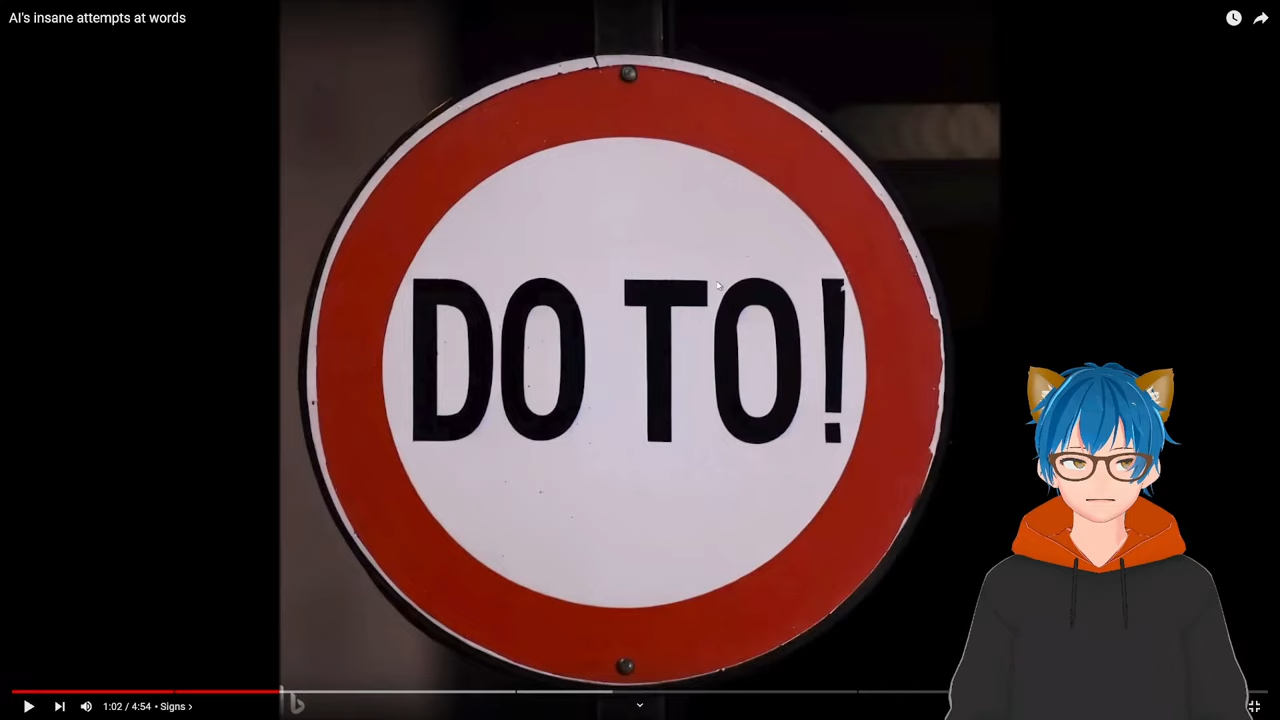 AI's insane attempts at words
DO TO!
1:02 / 4:54 • Signs ›